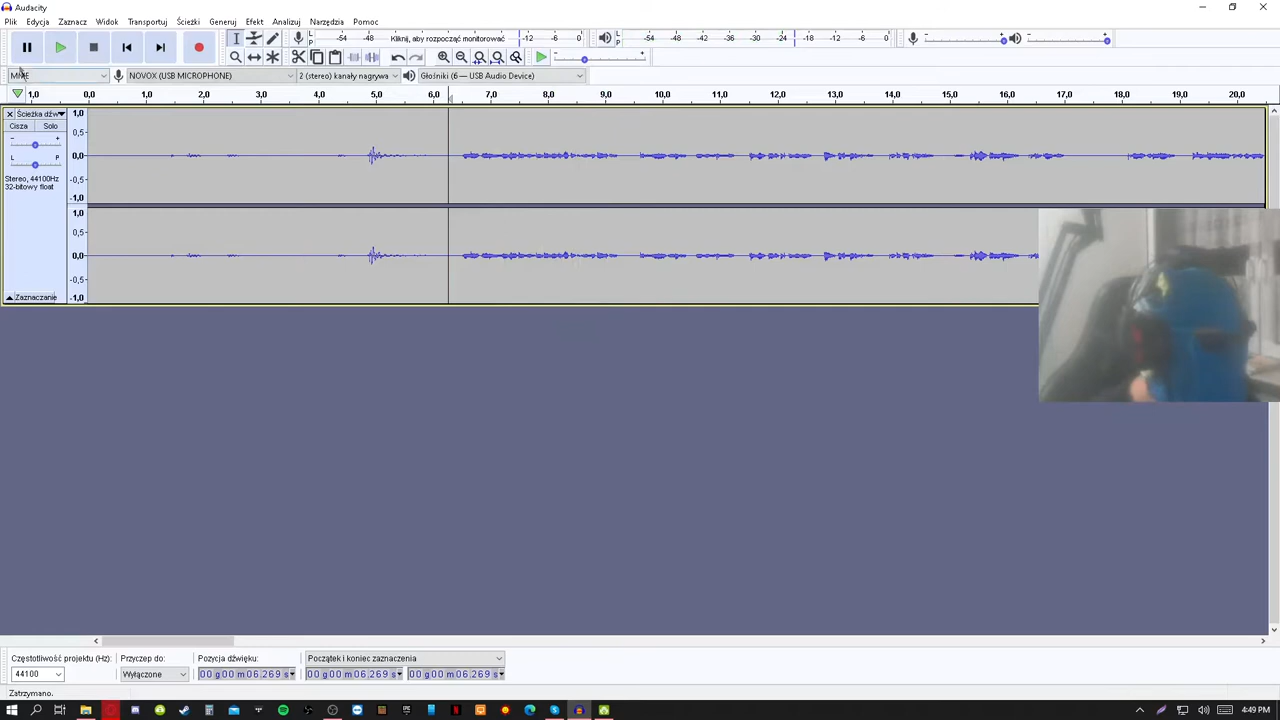 Audacity
Plik Edycja Zaznacz Widok Transportuj Ścieżki Generuj Efekt Analizuj Narzędzia Pomoc
L P -54 -48 Kliknij, aby rozpocząć monitorować -12 -6 0 L P -54 -48 -42 -36 -30 -24 -18 -12 -6 0
MME NOVOX (USB MICROPHONE) 2 (stereo) kanały nagrywa Głośniki (6— USB Audio Device)
1,0 0,0 1,0 2,0 3,0 4,0 5,0 6,0 7,0 8,0 9,0 10,0 11,0 12,0 13,0 14,0 15,0 16,0 17,0 18,0 19,0 20,0
Ścieżka dźw 1,0
Cisza Solo
- + 0,5
L P 0,0
Stereo, 44100Hz -0,5
32-bitowy float
-1,0
1,0
0,5
0,0
-0,5
Zaznaczanie -1,0
Częstotliwość projektu (Hz): Przyczep do: Pozycja dźwięku: Początek i koniec zaznaczenia
44100 Wyłączone 00 g 00 m 06,269 s 00 g 00 m 06,269 s 00 g 00 m 06,269 s
Zatrzymano.
4:49 PM